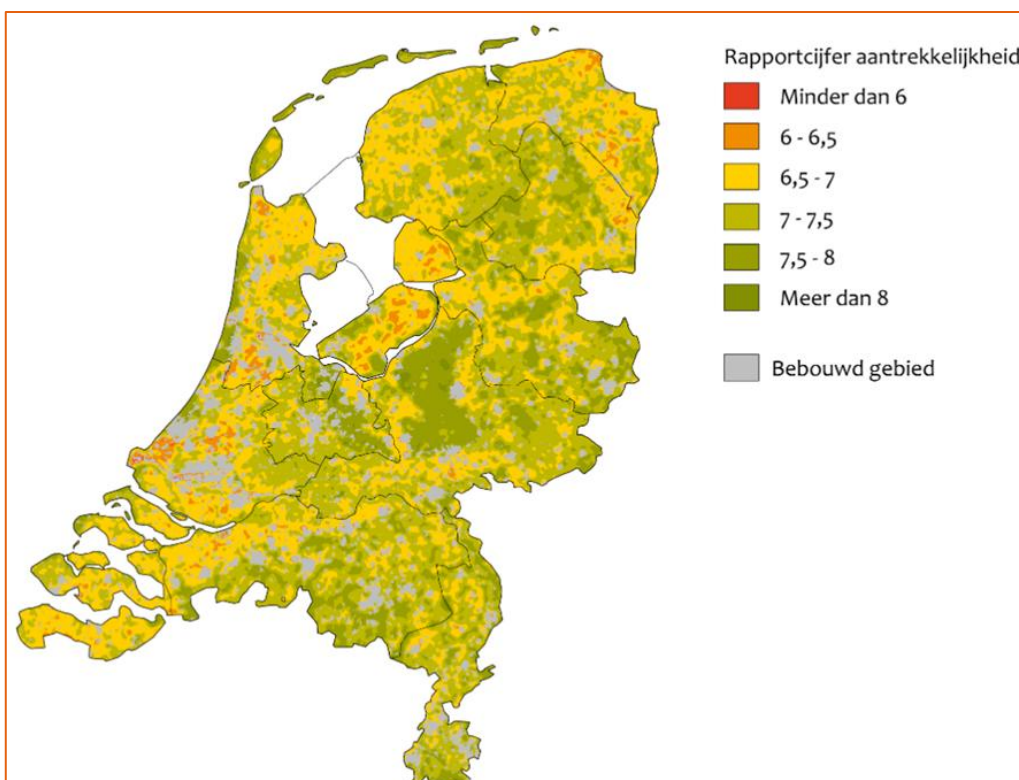 Rapportcijfer aantrekkelijkheid
Minder dan 6
6 - 6,5
6,5 - 7
7 - 7,5
7,5 - 8
Meer dan 8
Bebouwd gebied